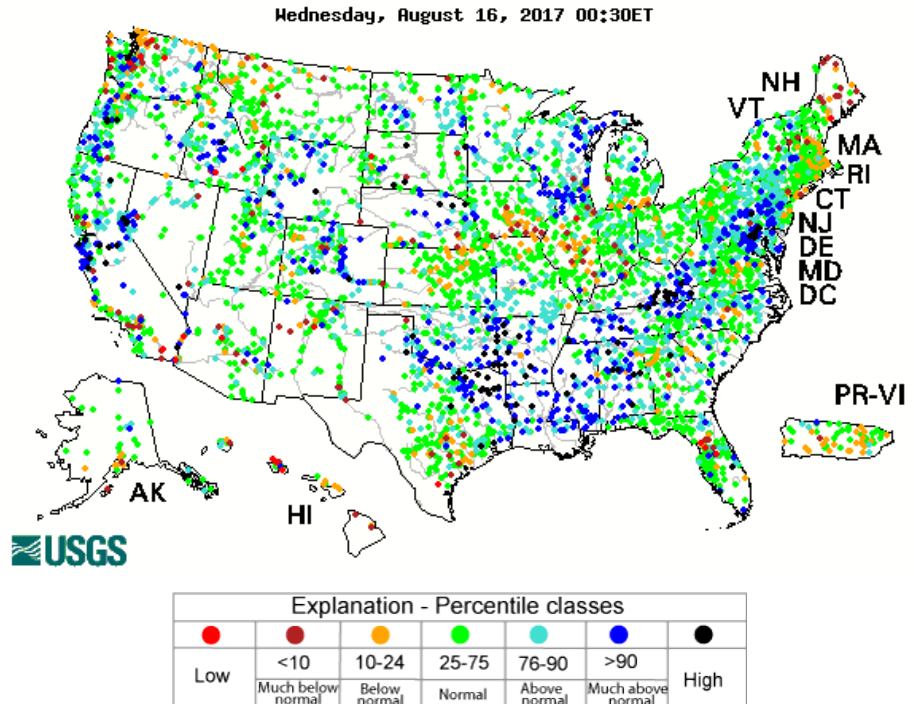 Wednesday, August 16, 2017 00:30ET
NH
VT
MA
RI
CT
NJ
DE
MD
DC
PR-VI
AK
HI
USGS
Explanation - Percentile classes
Low
<10
10-24
25-75
76-90
>90
High
Much below
normal
Below
normal
Normal
Above
normal
Much above
normal